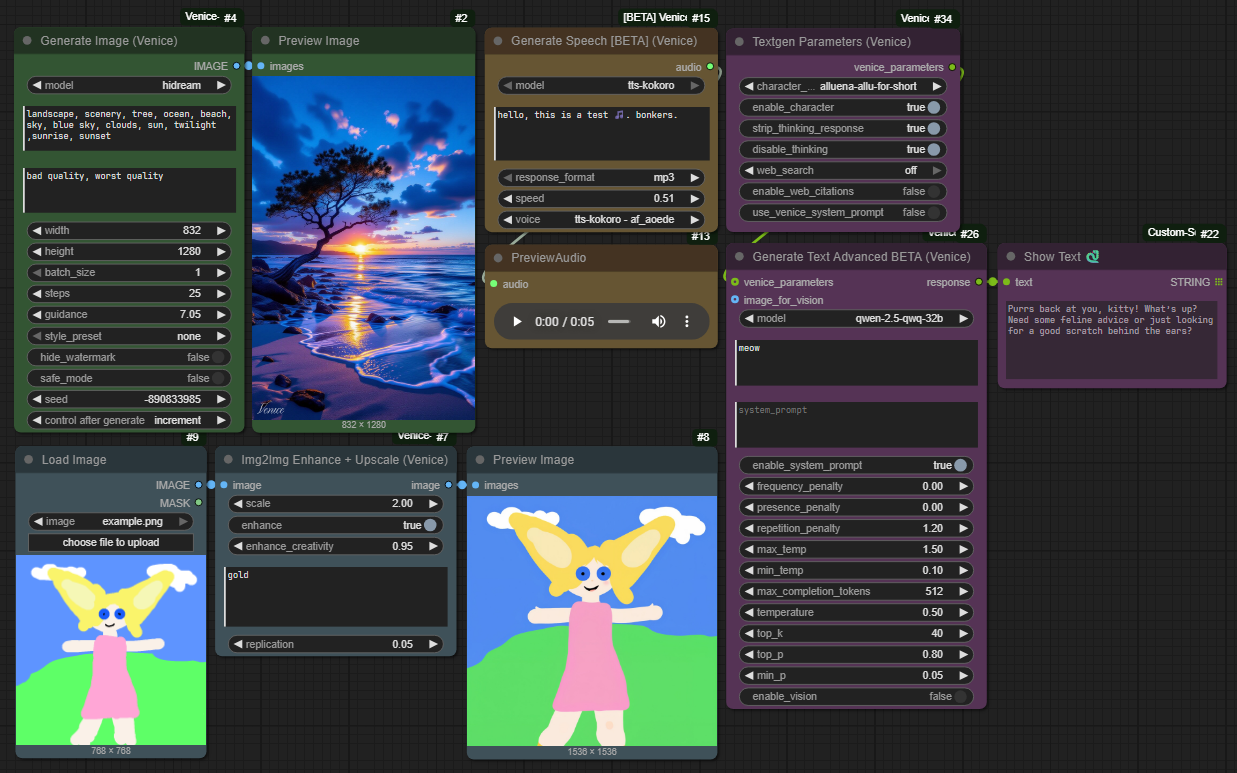 Venice- #4
Generate Image (Venice)
IMAGE
model hidream
landscape, scenery, tree, ocean, beach,
sky, blue sky, clouds, sun, twilight
,sunrise, sunset
bad quality, worst quality
width 832
height 1280
batch_size 1
steps 25
guidance 7.05
style_preset none
hide_watermark false
safe_mode false
seed -890833985
control after generate increment
#2
Preview Image
images
Venice
832 × 1280
[BETA] Venice #15
Generate Speech [BETA] (Venice)
audio
model tts-kokoro
hello, this is a test 🎵. bonkers.
response_format mp3
speed 0.51
voice tts-kokoro - af_aoede
#13
PreviewAudio
audio
0:00 / 0:05
Venice #34
Textgen Parameters (Venice)
venice_parameters
character_... alluena-allu-for-short
enable_character true
strip_thinking_response true
disable_thinking true
web_search off
enable_web_citations false
use_venice_system_prompt false
Venice #26
Generate Text Advanced BETA (Venice)
venice_parameters response
image_for_vision
model qwen-2.5-qwq-32b
meow
system_prompt
enable_system_prompt true
frequency_penalty 0.00
presence_penalty 0.00
repetition_penalty 1.20
max_temp 1.50
min_temp 0.10
max_completion_tokens 512
temperature 0.50
top_k 40
top_p 0.80
min_p 0.05
enable_vision false
Custom-S #22
Show Text
text STRING
Purrs back at you, kitty! What's up?
Need some feline advice or just looking
for a good scratch behind the ears?
#9
Load Image
IMAGE
MASK
image example.png
choose file to upload
768 × 768
Venice- #7
Img2Img Enhance + Upscale (Venice)
image image
scale 2.00
enhance true
enhance_creativity 0.95
gold
replication 0.05
#8
Preview Image
images
1536 × 1536